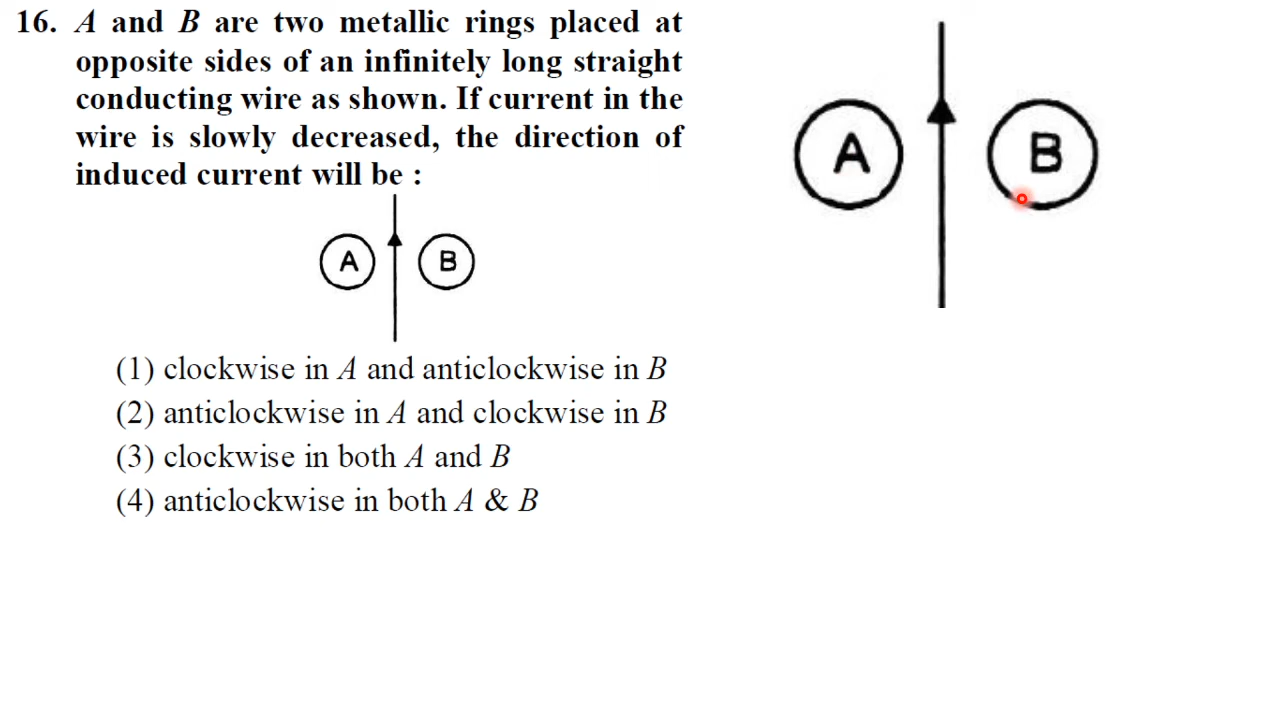 16. A and B are two metallic rings placed at
opposite sides of an infinitely long straight
conducting wire as shown. If current in the
wire is slowly decreased, the direction of
induced current will be :
A B
(1) clockwise in A and anticlockwise in B
(2) anticlockwise in A and clockwise in B
(3) clockwise in both A and B
(4) anticlockwise in both A & B
A B